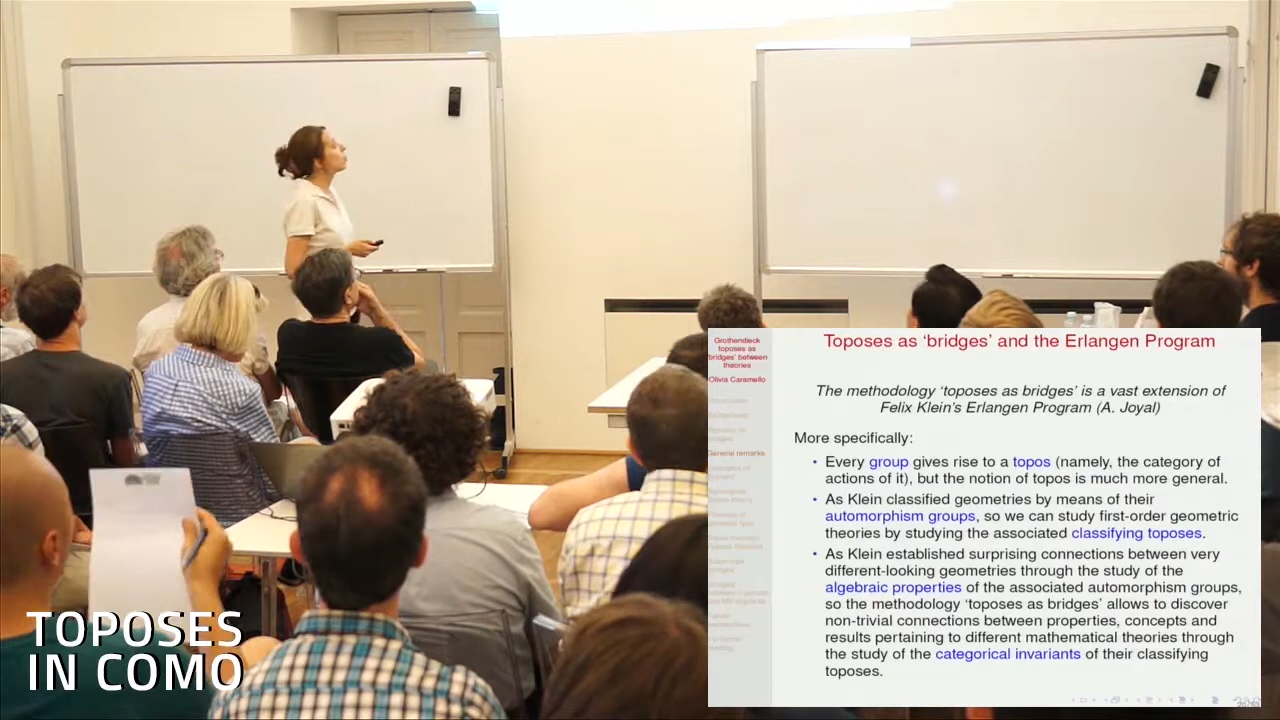 TOPOSES
IN COMO
Grothendieck
toposes as
'bridges' between
theories
Olivia Caramello
General remarks
Toposes as 'bridges' and the Erlangen Program
The methodology 'toposes as bridges' is a vast extension of
Felix Klein's Erlangen Program (A. Joyal)
More specifically:
• Every group gives rise to a topos (namely, the category of
actions of it), but the notion of topos is much more general.
• As Klein classified geometries by means of their
automorphism groups, so we can study first-order geometric
theories by studying the associated classifying toposes.
• As Klein established surprising connections between very
different-looking geometries through the study of the
algebraic properties of the associated automorphism groups,
so the methodology 'toposes as bridges' allows to discover
non-trivial connections between properties, concepts and
results pertaining to different mathematical theories through
the study of the categorical invariants of their classifying
toposes.